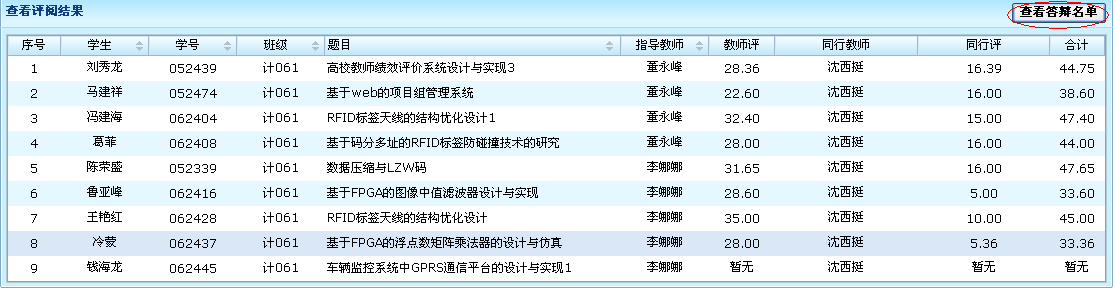 查看评阅结果 查看答辩名单
序号 学生 学号 班级 题目 指导教师 教师评 同行教师 同行评 合计
1 刘秀龙 052439 计061 高校教师绩效评价系统设计与实现3 董永峰 28.36 沈西挺 16.39 44.75
2 马建祥 052474 计061 基于web的项目组管理系统 董永峰 22.60 沈西挺 16.00 38.60
3 冯建海 062404 计061 RFID标签天线的结构优化设计1 董永峰 32.40 沈西挺 15.00 47.40
4 葛菲 062408 计061 基于码分多址的RFID标签防碰撞技术的研究 董永峰 28.00 沈西挺 16.00 44.00
5 陈荣盛 052339 计061 数据压缩与LZW码 李娜娜 31.65 沈西挺 16.00 47.65
6 鲁亚峰 062416 计061 基于FPGA的图像中值滤波器设计与实现 李娜娜 28.60 沈西挺 5.00 33.60
7 王艳红 062428 计061 RFID标签天线的结构优化设计 李娜娜 35.00 沈西挺 10.00 45.00
8 冷蒙 062437 计061 基于FPGA的浮点数矩阵乘法器的设计与仿真 李娜娜 28.00 沈西挺 5.36 33.36
9 钱海龙 062445 计061 车辆监控系统中GPRS通信平台的设计与实现1 李娜娜 暂无 沈西挺 暂无 暂无